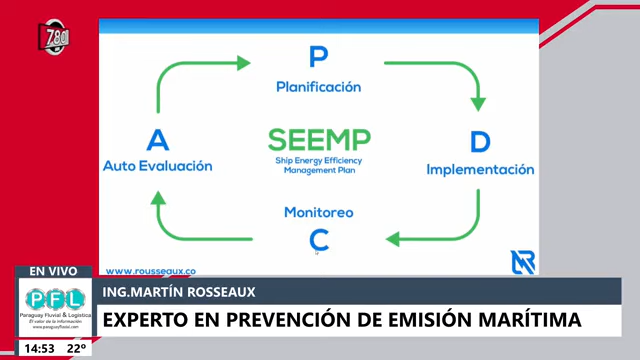 780
P
Planificación
A
Auto Evaluación
SEEMP
Ship Energy Efficiency
Management Plan
D
Implementación
Monitoreo
C
www.rousseaux.co
NR
EN VIVO
PFL
Paraguay Fluvial & Logística
El valor de la información
www.paraguayfluvial.com
ING.MARTÍN ROSSEAUX
EXPERTO EN PREVENCIÓN DE EMISIÓN MARÍTIMA
14:53 22°